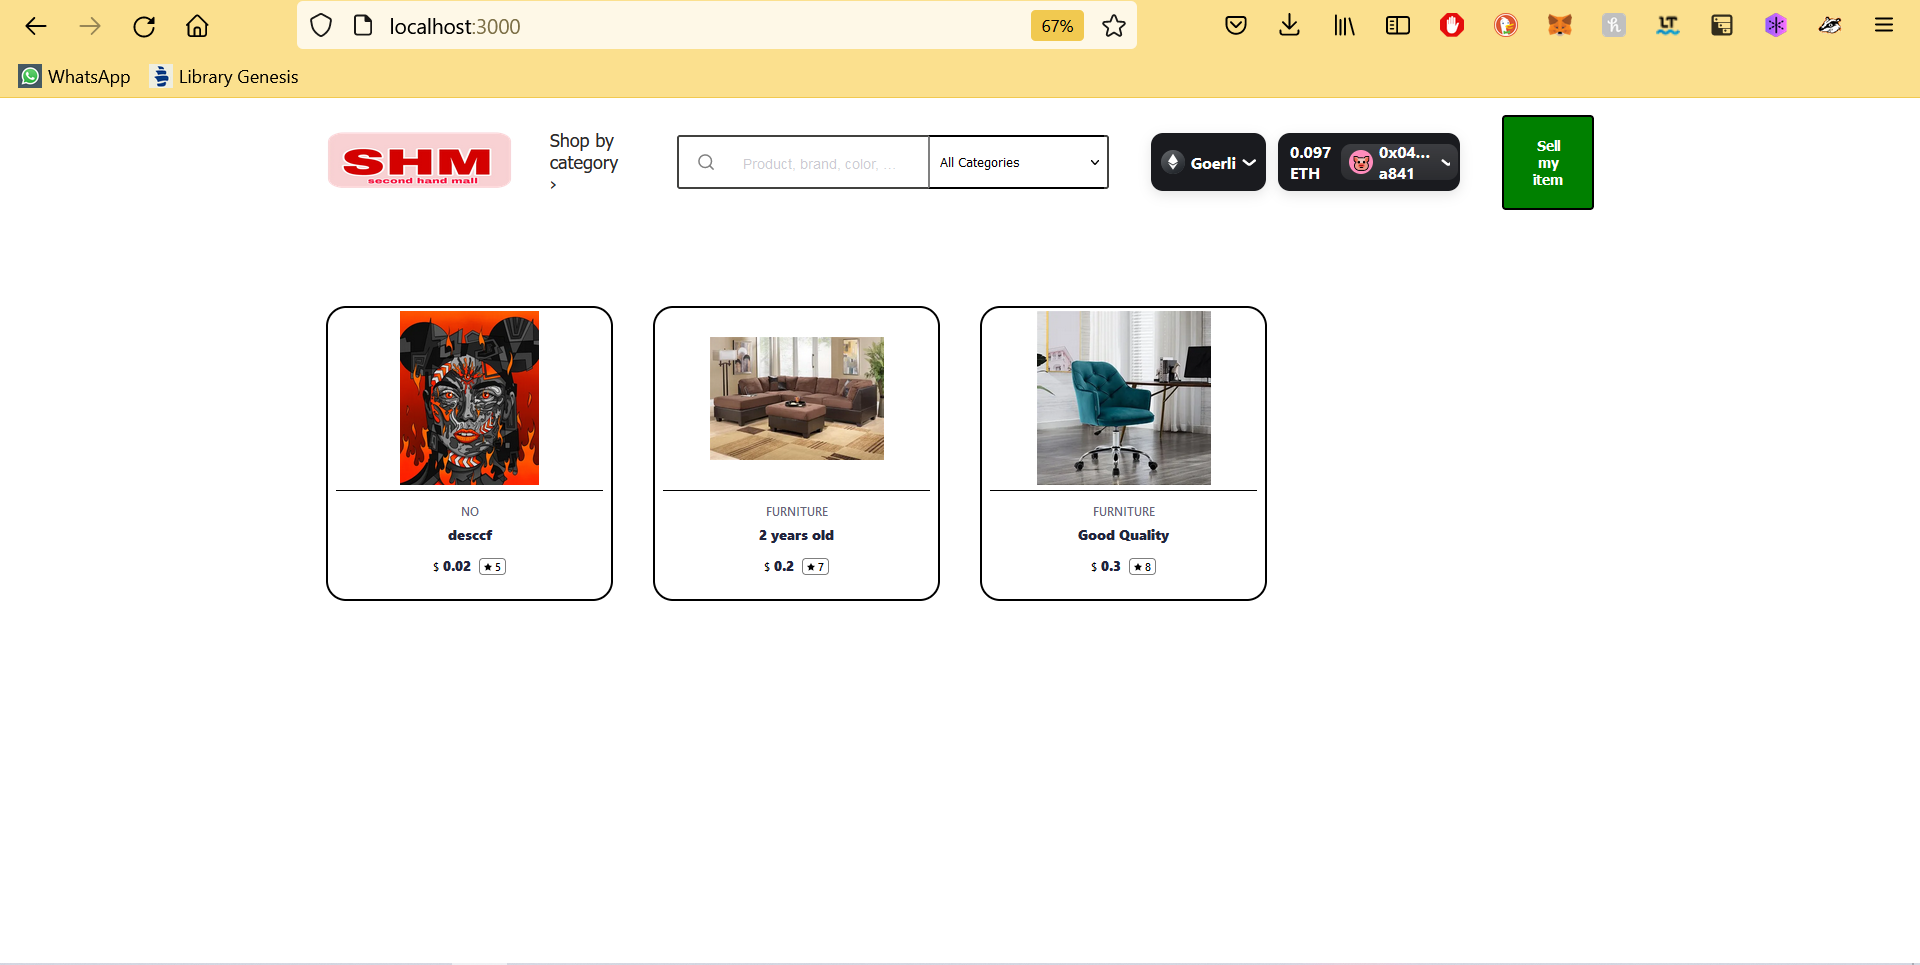 localhost:3000
67%
WhatsApp
Library Genesis
SHM
second hand mall
Shop by
category
›
Product, brand, color, ...
All Categories
Goerli
0.097
ETH
0x04...
a841
Sell
my
item
NO
desccf
$ 0.02 ★ 5
FURNITURE
2 years old
$ 0.2 ★ 7
FURNITURE
Good Quality
$ 0.3 ★ 8